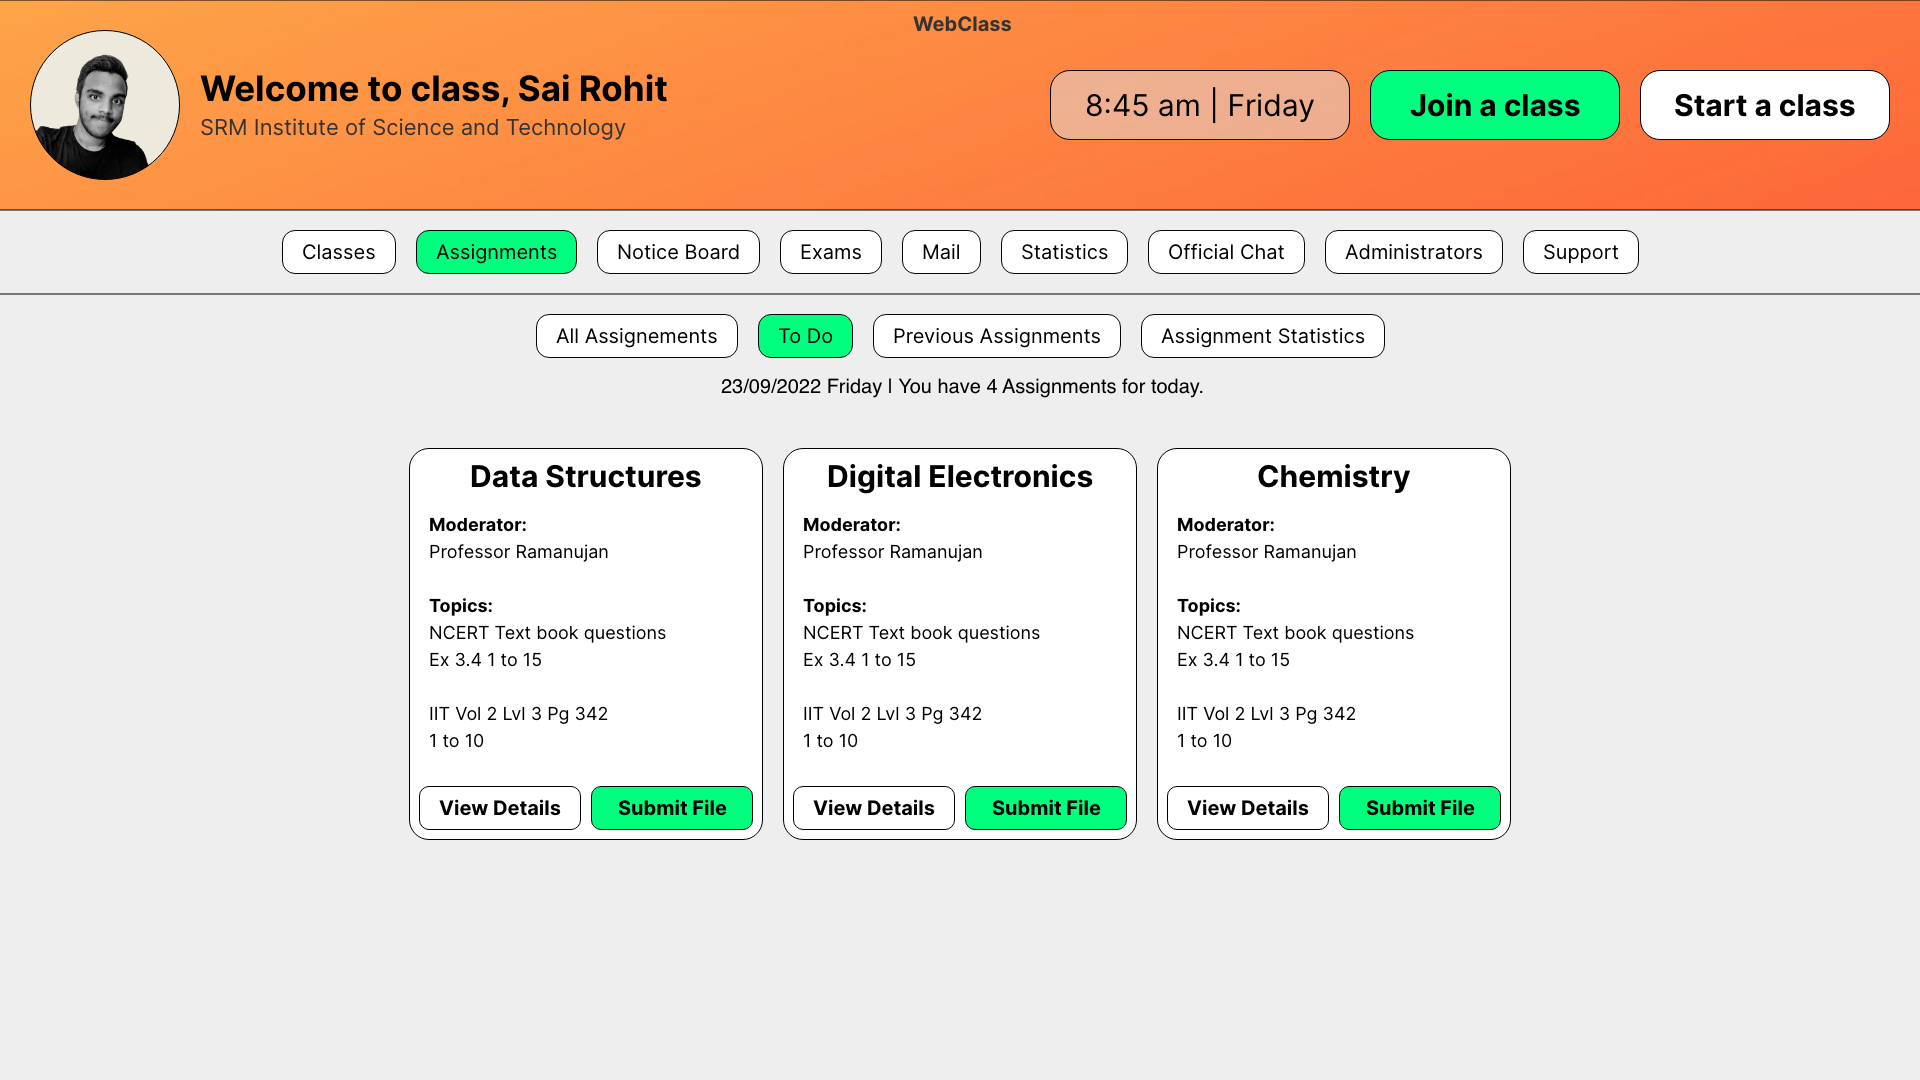 WebClass
Welcome to class, Sai Rohit
SRM Institute of Science and Technology
8:45 am | Friday
Join a class
Start a class
Classes
Assignments
Notice Board
Exams
Mail
Statistics
Official Chat
Administrators
Support
All Assignements
To Do
Previous Assignments
Assignment Statistics
23/09/2022 Friday | You have 4 Assignments for today.
Data Structures
Moderator:
Professor Ramanujan
Topics:
NCERT Text book questions
Ex 3.4 1 to 15
IIT Vol 2 Lvl 3 Pg 342
1 to 10
View Details
Submit File
Digital Electronics
Moderator:
Professor Ramanujan
Topics:
NCERT Text book questions
Ex 3.4 1 to 15
IIT Vol 2 Lvl 3 Pg 342
1 to 10
View Details
Submit File
Chemistry
Moderator:
Professor Ramanujan
Topics:
NCERT Text book questions
Ex 3.4 1 to 15
IIT Vol 2 Lvl 3 Pg 342
1 to 10
View Details
Submit File